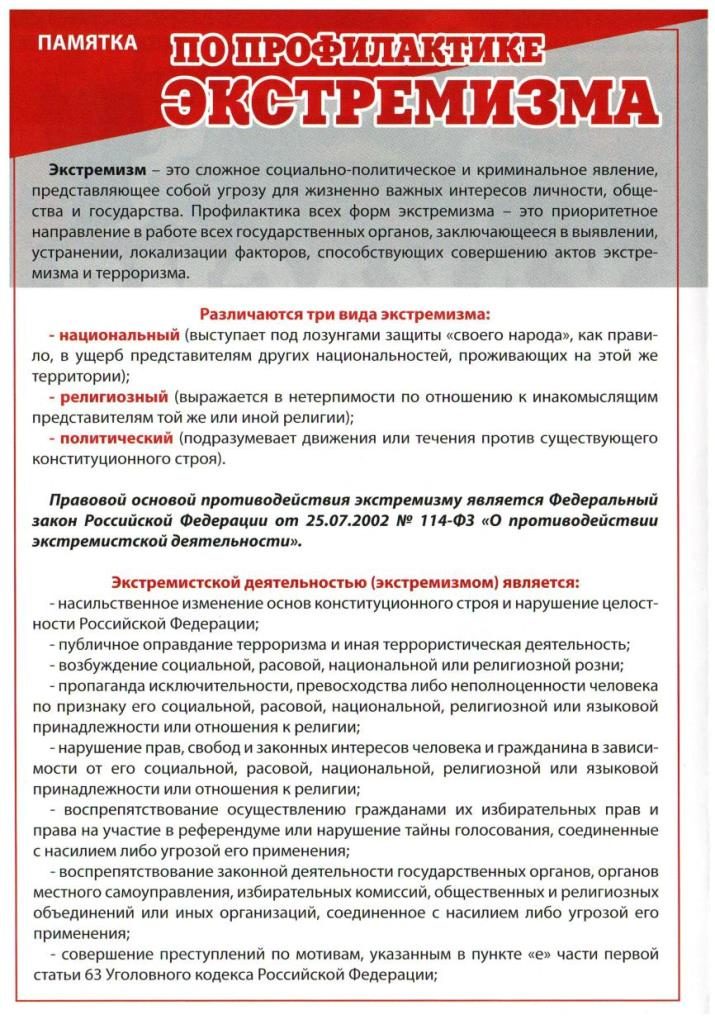 ПАМЯТКА
ПО ПРОФИЛАКТИКЕ
ЭКСТРЕМИЗМА
Экстремизм – это сложное социально-политическое и криминальное явление,
представляющее собой угрозу для жизненно важных интересов личности, обще-
ства и государства. Профилактика всех форм экстремизма – это приоритетное
направление в работе всех государственных органов, заключающееся в выявлении,
устранении, локализации факторов, способствующих совершению актов экстре-
мизма и терроризма.
Различаются три вида экстремизма:
- национальный (выступает под лозунгами защиты «своего народа», как прави-
ло, в ущерб представителям других национальностей, проживающих на этой же
территории);
- религиозный (выражается в нетерпимости по отношению к инакомыслящим
представителям той же или иной религии);
- политический (подразумевает движения или течения против существующего
конституционного строя).
Правовой основой противодействия экстремизму является Федеральный
закон Российской Федерации от 25.07.2002 № 114-ФЗ «О противодействии
экстремистской деятельности».
Экстремистской деятельностью (экстремизмом) является:
- насильственное изменение основ конституционного строя и нарушение целост-
ности Российской Федерации;
- публичное оправдание терроризма и иная террористическая деятельность;
- возбуждение социальной, расовой, национальной или религиозной розни;
- пропаганда исключительности, превосходства либо неполноценности человека
по признаку его социальной, расовой, национальной, религиозной или языковой
принадлежности или отношения к религии;
- нарушение прав, свобод и законных интересов человека и гражданина в зависи-
мости от его социальной, расовой, национальной, религиозной или языковой
принадлежности или отношения к религии;
- воспрепятствование осуществлению гражданами их избирательных прав и
права на участие в референдуме или нарушение тайны голосования, соединенные
с насилием либо угрозой его применения;
- воспрепятствование законной деятельности государственных органов, органов
местного самоуправления, избирательных комиссий, общественных и религиозных
объединений или иных организаций, соединенное с насилием либо угрозой его
применения;
- совершение преступлений по мотивам, указанным в пункте «е» части первой
статьи 63 Уголовного кодекса Российской Федерации;